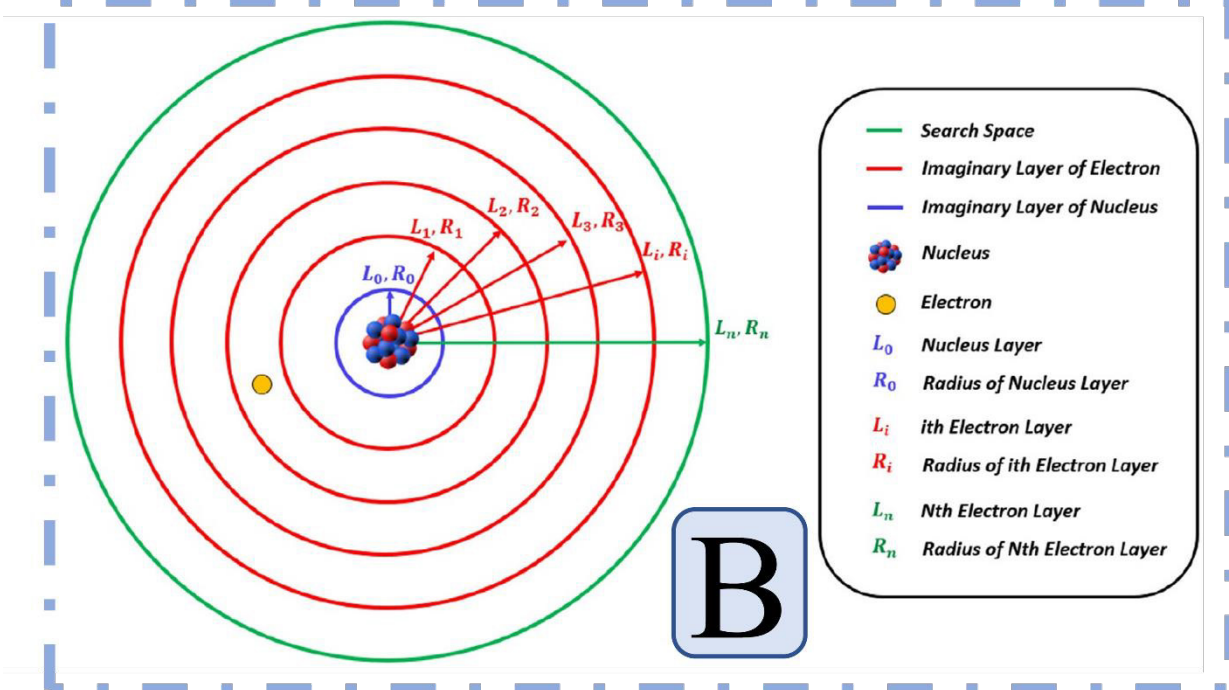 L₀, R₀
L₁, R₁
L₂, R₂
L₃, R₃
Lᵢ, Rᵢ
Lₙ, Rₙ
Search Space
Imaginary Layer of Electron
Imaginary Layer of Nucleus
Nucleus
Electron
L₀ Nucleus Layer
R₀ Radius of Nucleus Layer
Lᵢ ith Electron Layer
Rᵢ Radius of ith Electron Layer
Lₙ Nth Electron Layer
Rₙ Radius of Nth Electron Layer
B